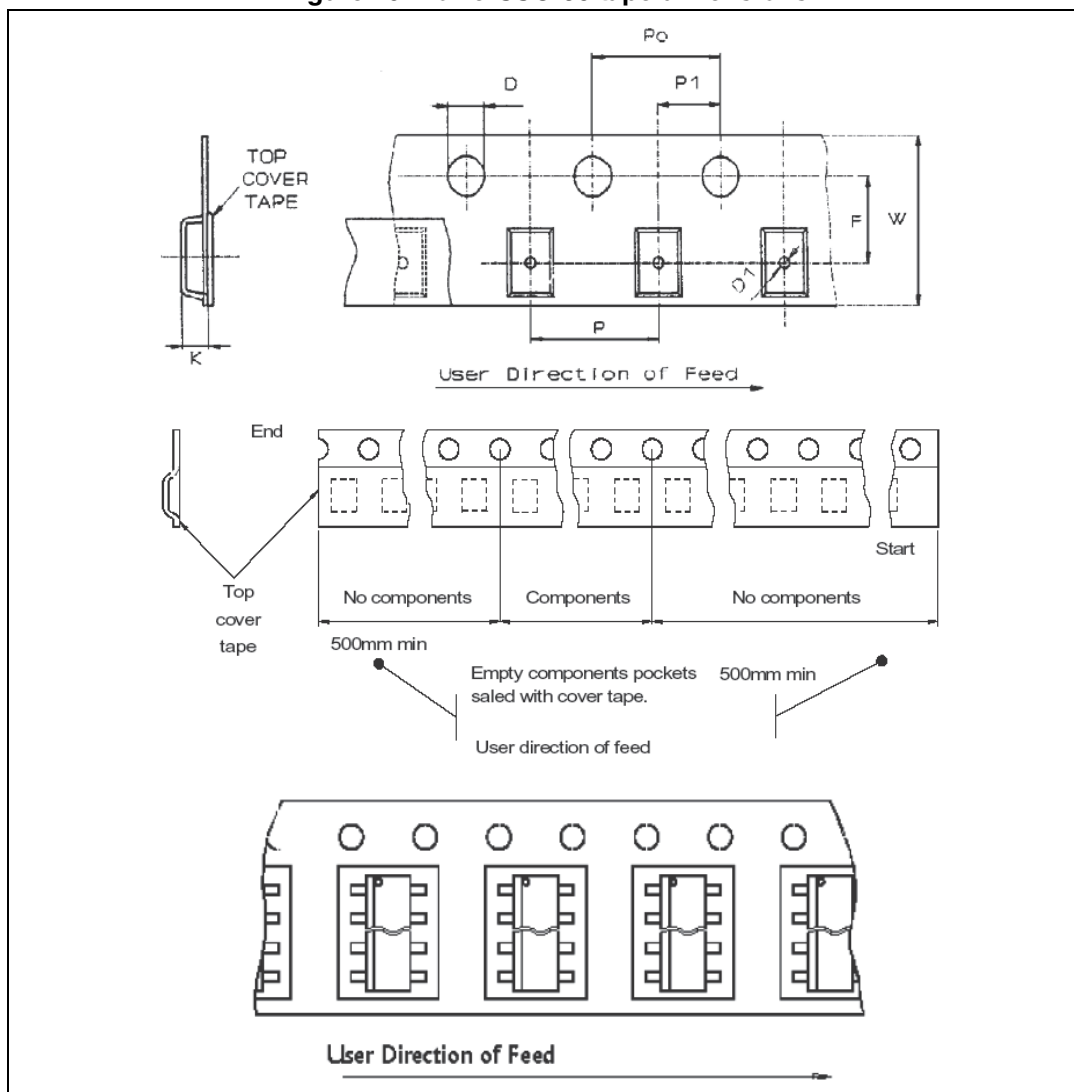 Po
D
P1
TOP
COVER
TAPE
F
W
D1
P
K
User Direction of Feed
End
Start
Top
cover
tape
No components
Components
No components
500mm min
Empty components pockets
saled with cover tape.
500mm min
User direction of feed
User Direction of Feed